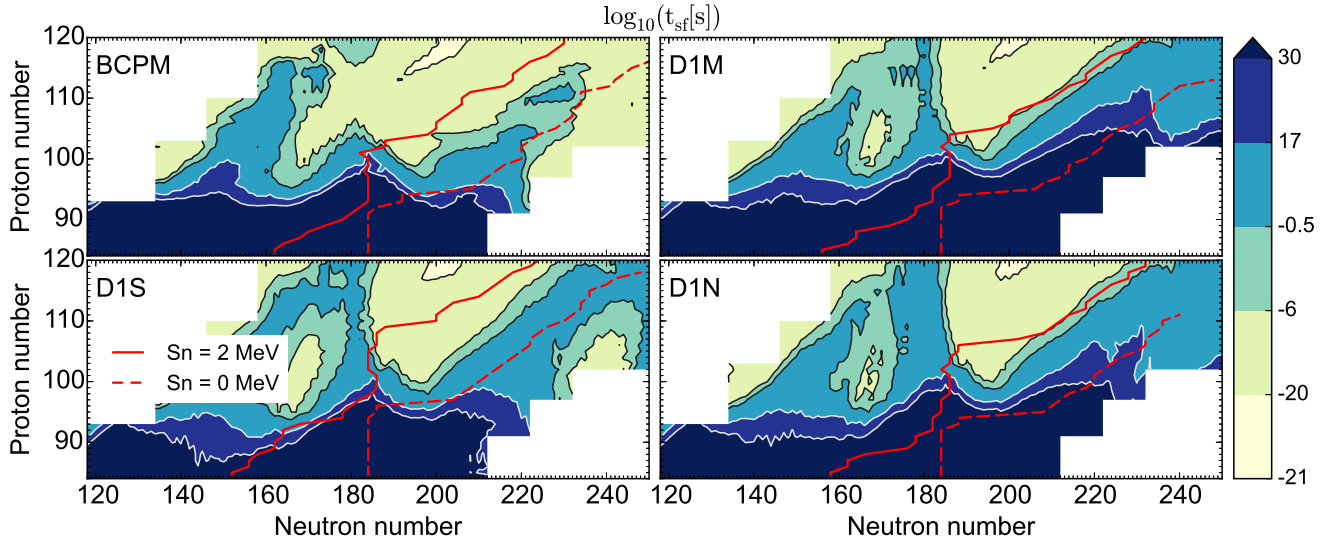 log₁₀(t_sf[s])
BCPM
D1M
120
110
100
90
Proton number
30
17
-0.5
-6
-20
-21
D1S
D1N
Sn = 2 MeV
Sn = 0 MeV
120
110
100
90
Proton number
120 140 160 180 200 220 240
120 140 160 180 200 220 240
Neutron number
Neutron number